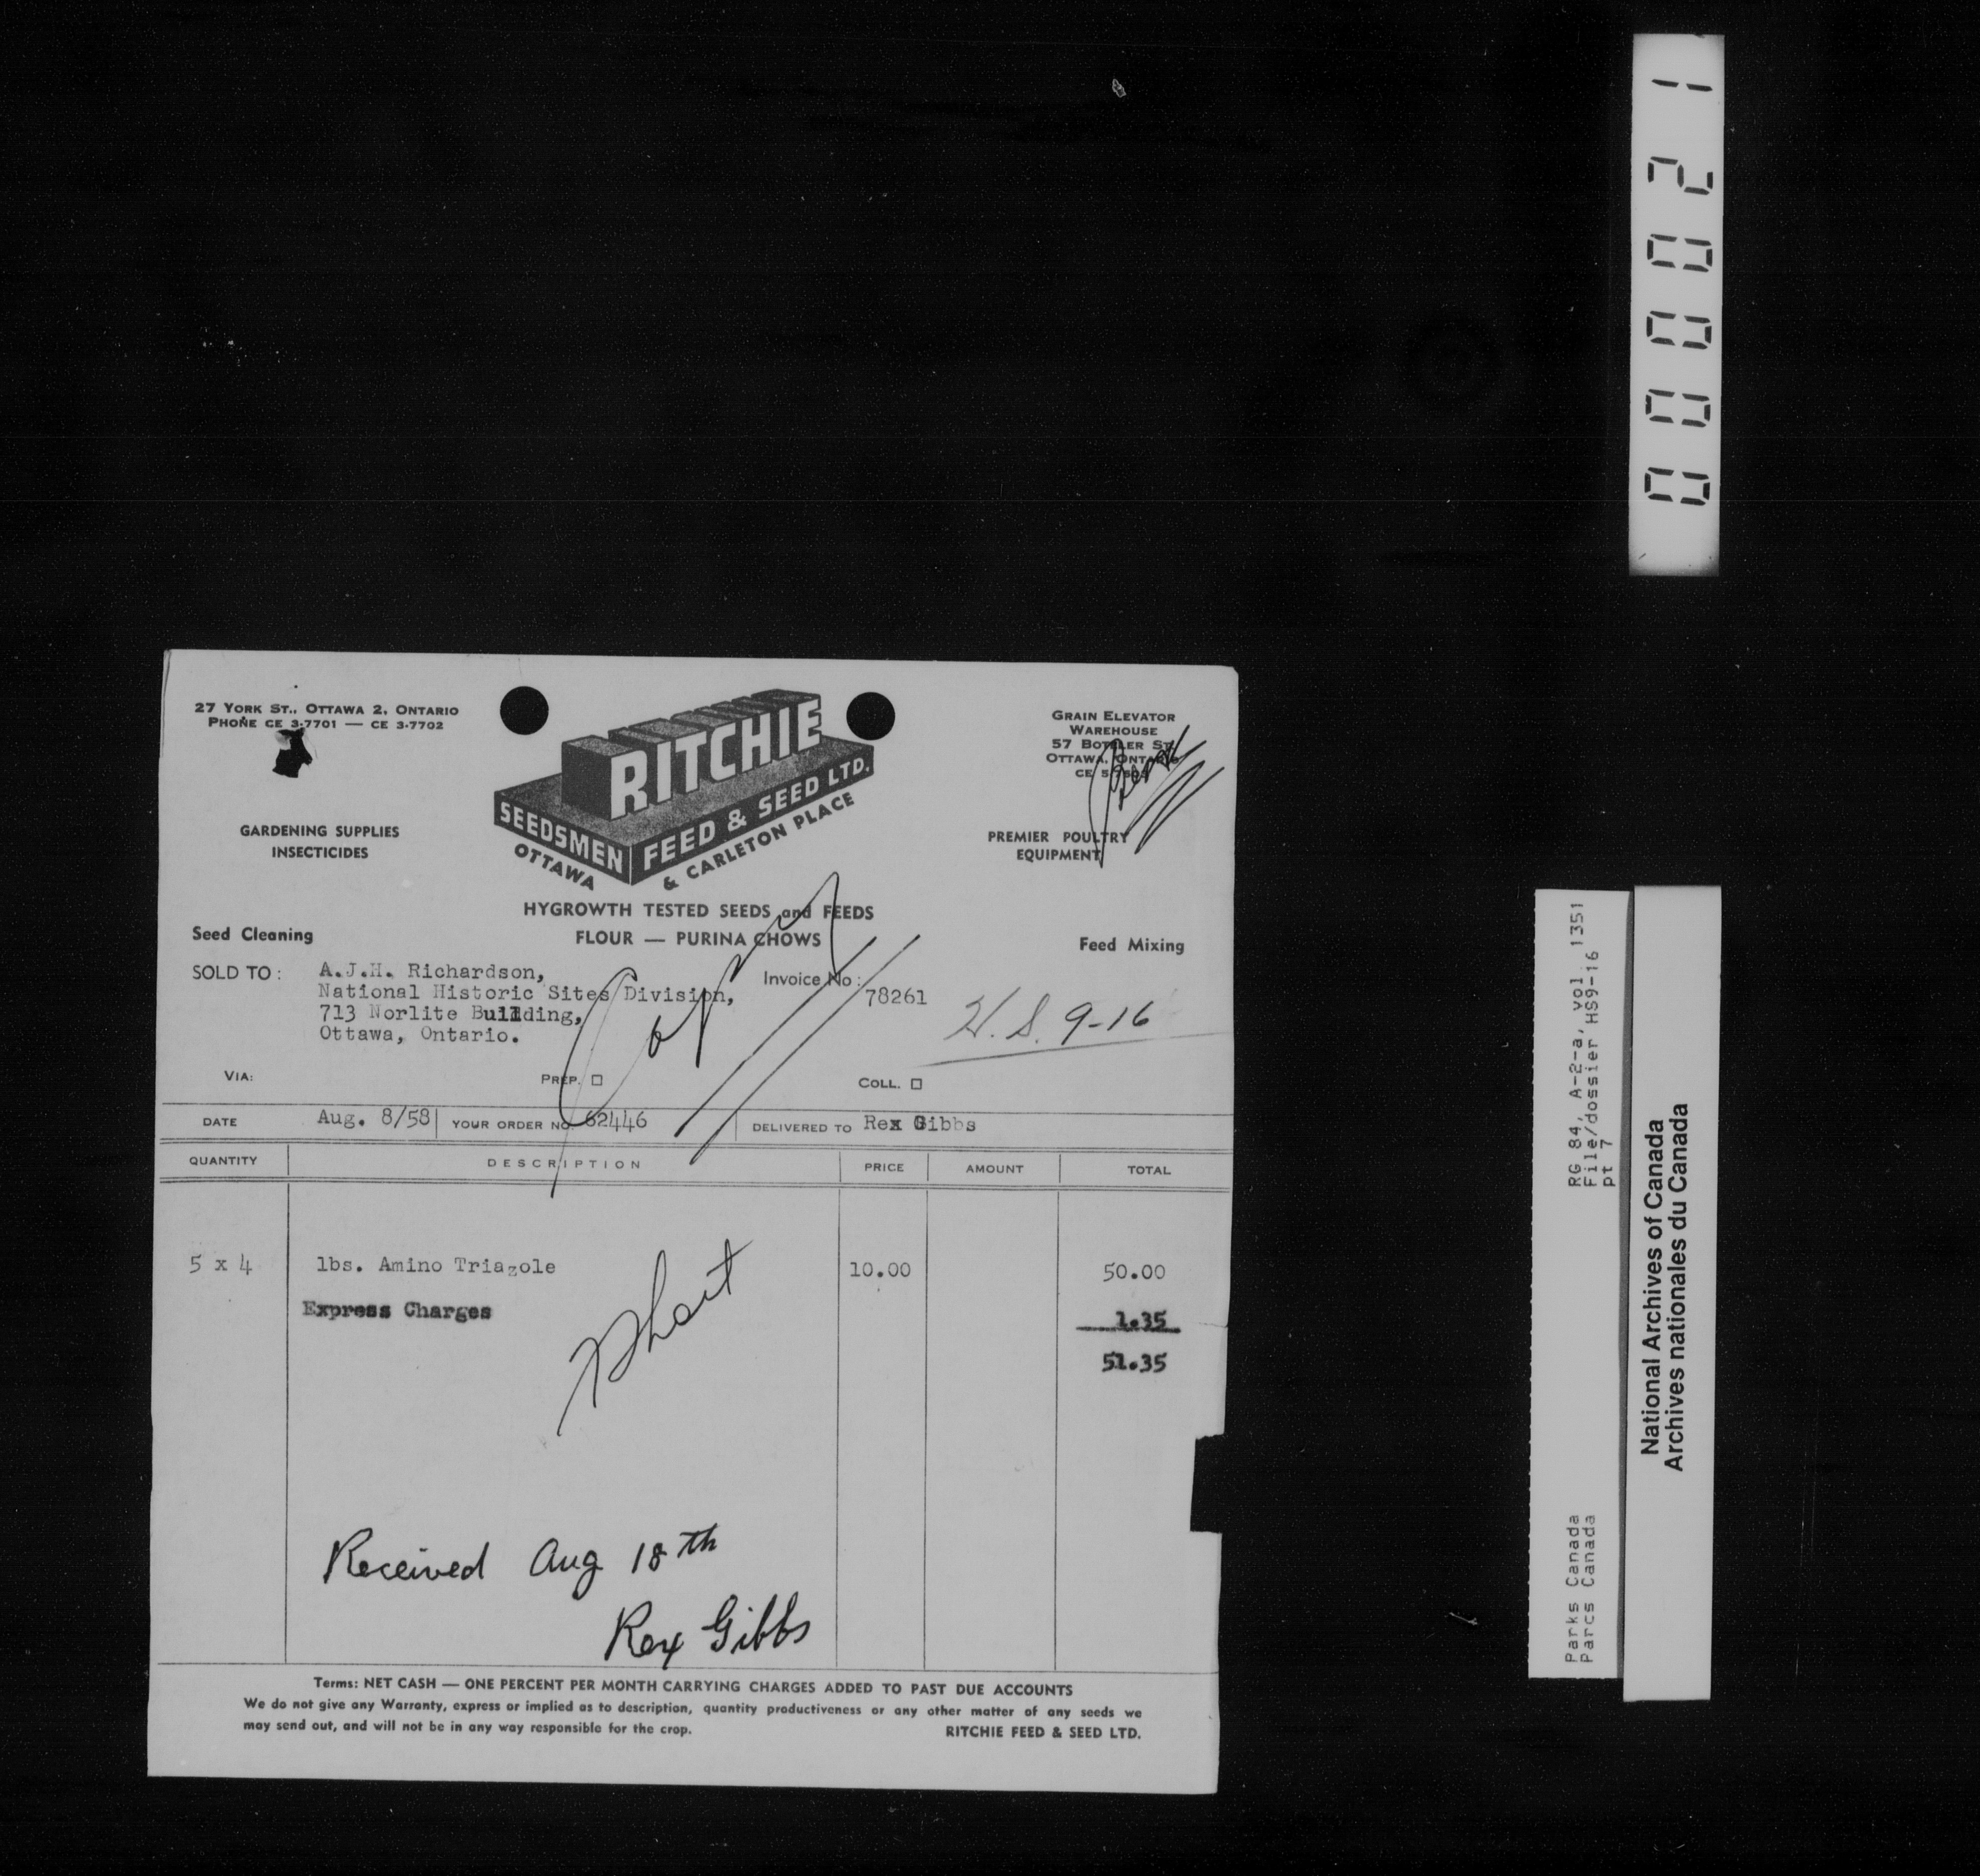 000021
27 YORK ST., OTTAWA 2, ONTARIO
PHONE CE 3-7701 — CE 3-7702
RITCHIE
SEEDSMEN FEED & SEED LTD.
OTTAWA & CARLETON PLACE
GRAIN ELEVATOR
WAREHOUSE
57 BOTELER ST.
OTTAWA, ONTARIO
CE
GARDENING SUPPLIES
INSECTICIDES
PREMIER POULTRY
EQUIPMENT
HYGROWTH TESTED SEEDS and FEEDS
Seed Cleaning
FLOUR — PURINA CHOWS
Feed Mixing
SOLD TO: A.J.H. Richardson,
National Historic Sites Division,
713 Norlite Building,
Ottawa, Ontario.
Invoice No:
78261
Copy
H.S. 9-16
VIA: PREP. COLL.
DATE Aug. 8/58 YOUR ORDER NO. 62446 DELIVERED TO Rex Gibbs
QUANTITY DESCRIPTION PRICE AMOUNT TOTAL
5 x 4 lbs. Amino Triazole 10.00 50.00
Express Charges 1.35
51.35
Received Aug 18th
Rex Gibbs
Terms: NET CASH — ONE PERCENT PER MONTH CARRYING CHARGES ADDED TO PAST DUE ACCOUNTS
We do not give any Warranty, express or implied as to description, quantity productiveness or any other matter of any seeds we
may send out, and will not be in any way responsible for the crop. RITCHIE FEED & SEED LTD.
RG 84, A-2-a, vol. 1351
File/dossier HS9-16
pt 7
Parks Canada
Parcs Canada
National Archives of Canada
Archives nationales du Canada